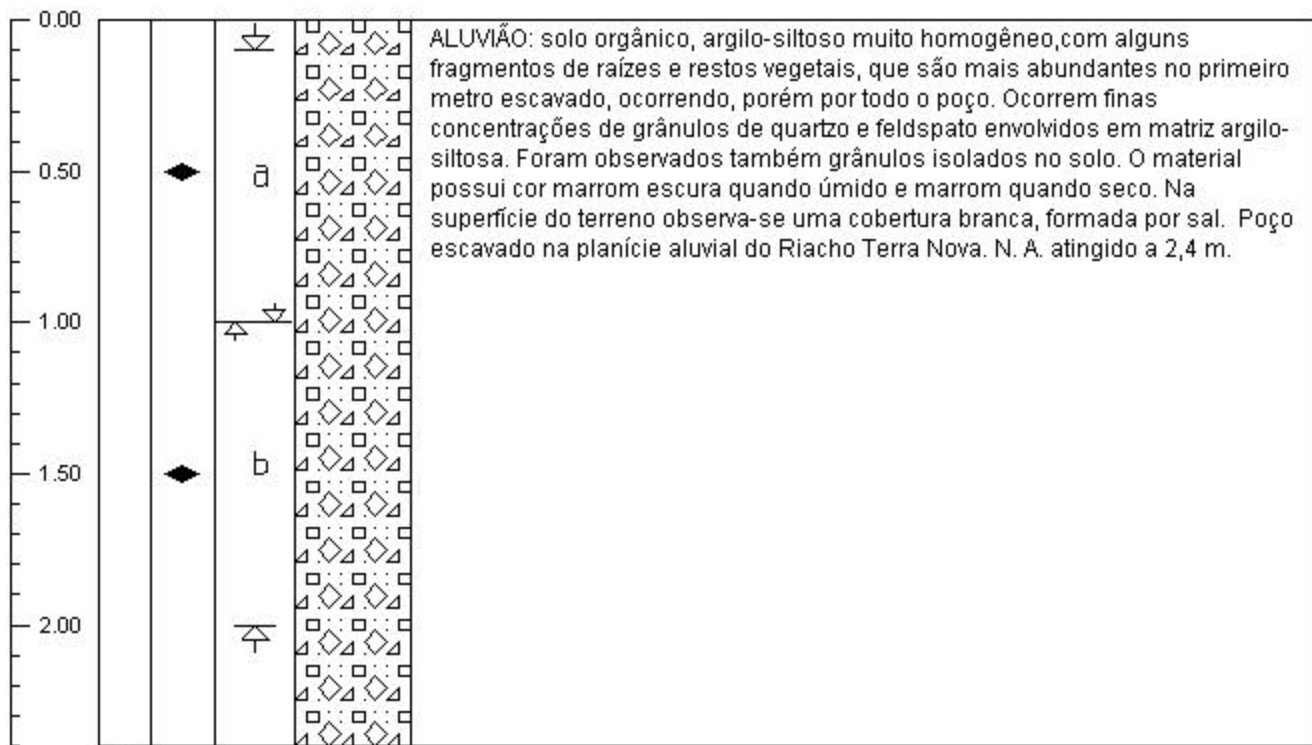 0.00
ALUVIÃO: solo orgânico, argilo-siltoso muito homogêneo,com alguns
fragmentos de raízes e restos vegetais, que são mais abundantes no primeiro
metro escavado, ocorrendo, porém por todo o poço. Ocorrem finas
concentrações de grânulos de quartzo e feldspato envolvidos em matriz argilo-
siltosa. Foram observados também grânulos isolados no solo. O material
possui cor marrom escura quando úmido e marrom quando seco. Na
superfície do terreno observa-se uma cobertura branca, formada por sal.  Poço
escavado na planície aluvial do Riacho Terra Nova. N. A. atingido a 2,4 m.
0.50
a
1.00
1.50
b
2.00